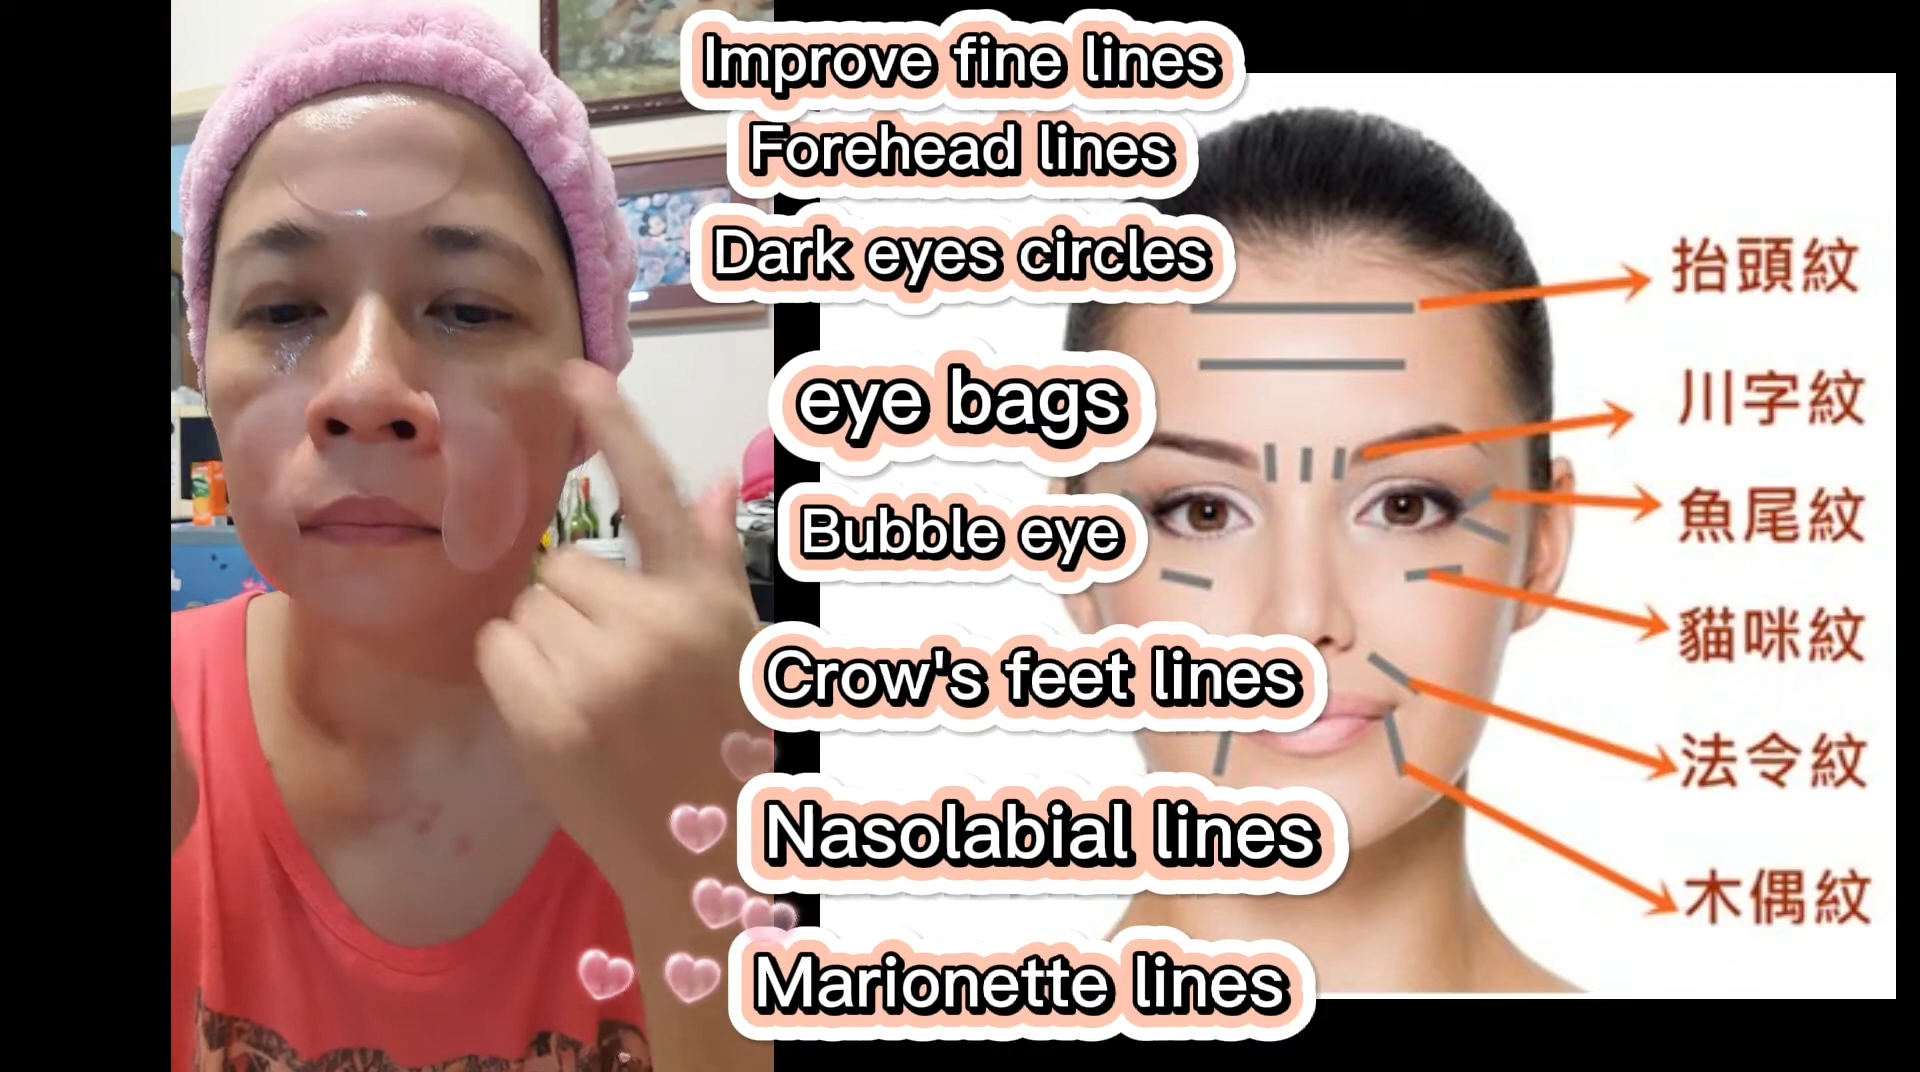 Improve fine lines
Forehead lines
Dark eyes circles
eye bags
Bubble eye
Crow's feet lines
Nasolabial lines
Marionette lines
抬頭紋
川字紋
魚尾紋
貓咪紋
法令紋
木偶紋